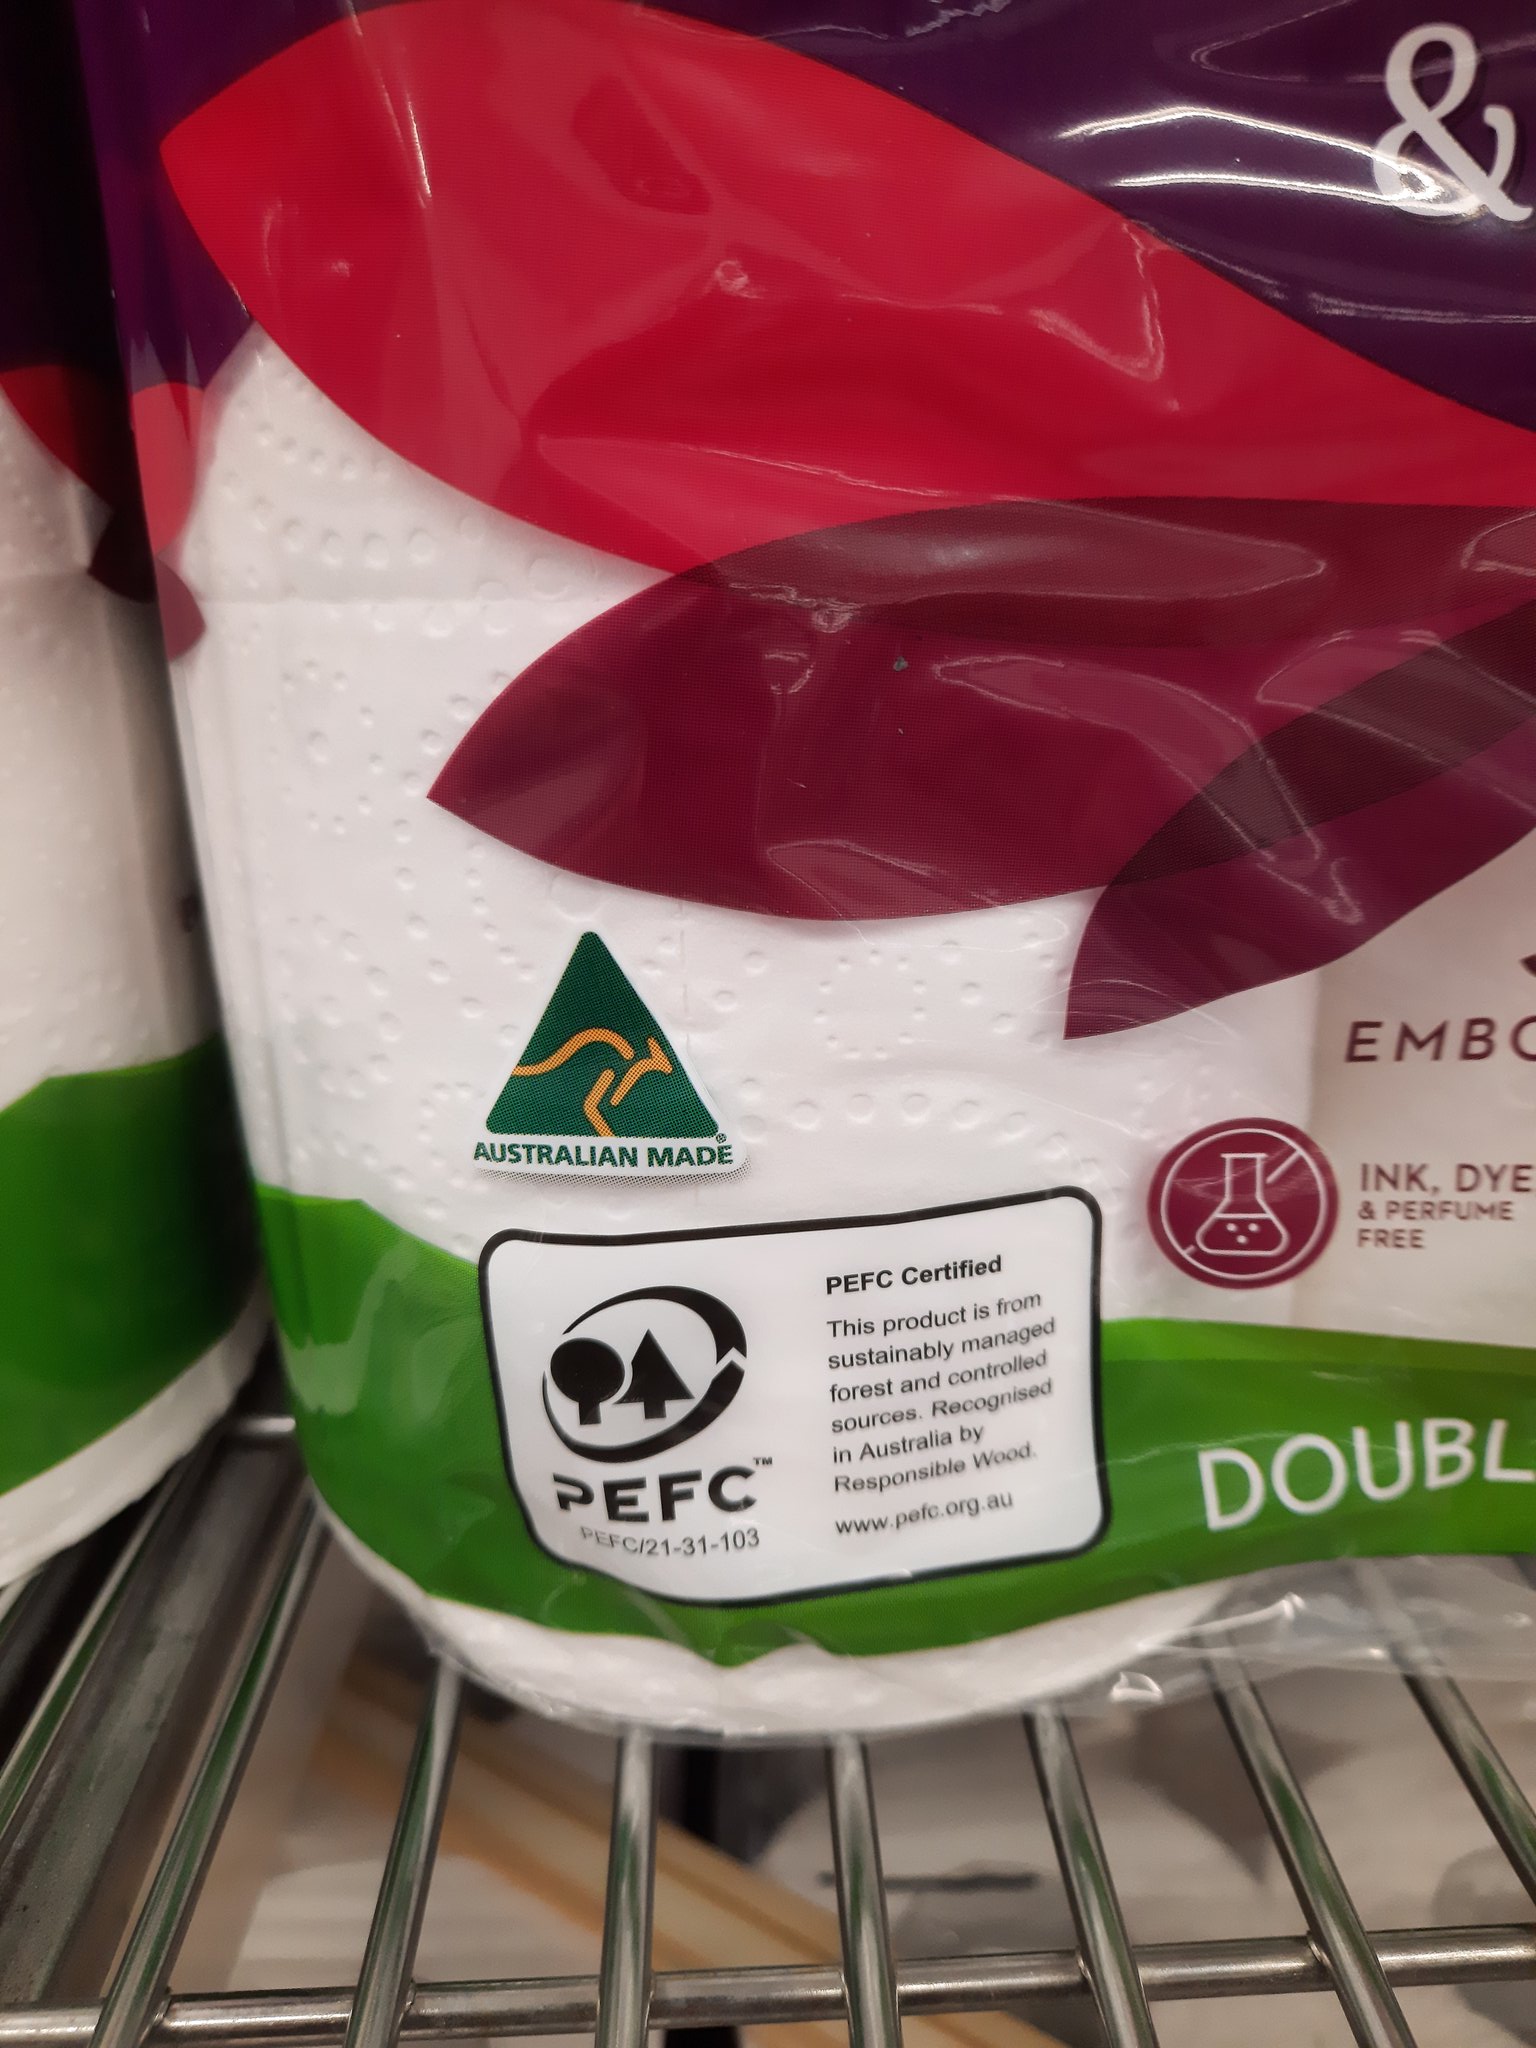 &
AUSTRALIAN MADE®
EMBO
INK, DYE
& PERFUME
FREE
PEFC Certified
This product is from
sustainably managed
forest and controlled
sources. Recognised
in Australia by
Responsible Wood.
www.pefc.org.au
PEFC™
PEFC/21-31-103
DOUBL